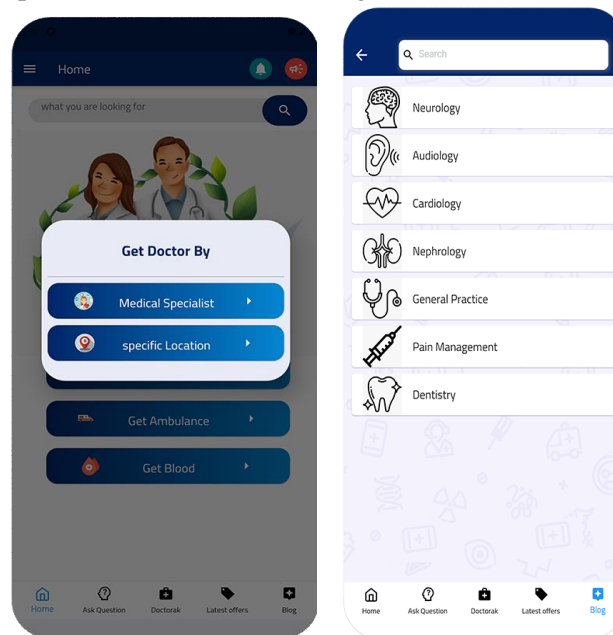 Home
what you are looking for
Get Doctor By
Medical Specialist
specific Location
Get Ambulance
Get Blood
Home
Ask Question
Doctorak
Latest offers
Blog
Search
Neurology
Audiology
Cardiology
Nephrology
General Practice
Pain Management
Dentistry
Home
Ask Question
Doctorak
Latest offers
Blog